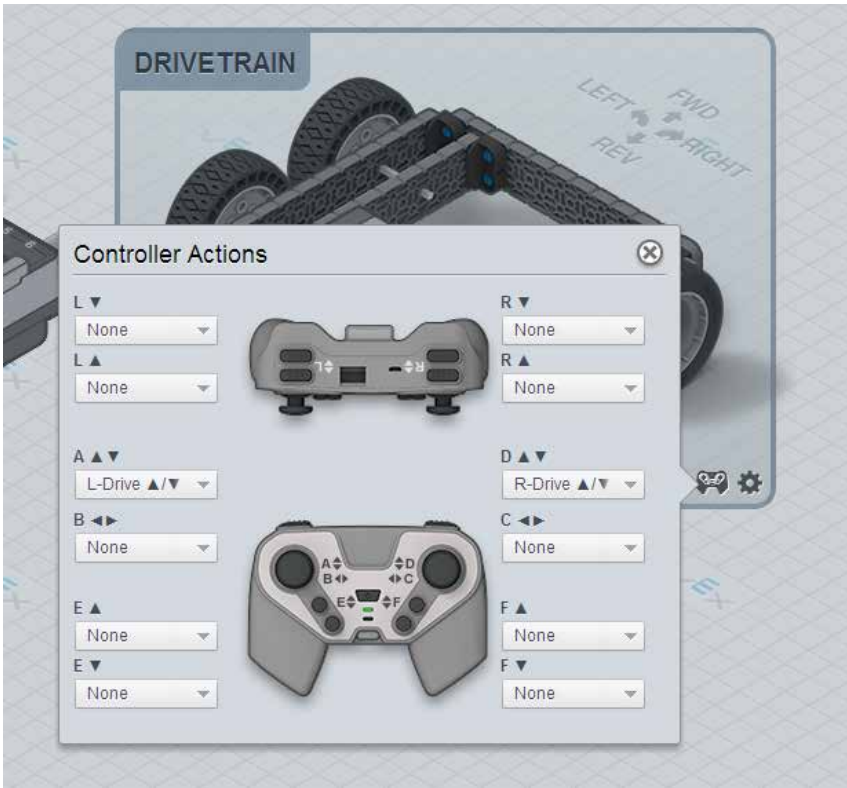 DRIVETRAIN
LEFT
FWD
REV
RIGHT
Controller Actions
L ▼
None
R ▼
None
L ▲
None
R ▲
None
L
R
A ▲ ▼
L-Drive ▲/▼
D ▲ ▼
R-Drive ▲/▼
B ◄►
None
C ◄►
None
A
D
B
C
E
F
E ▲
None
F ▲
None
E ▼
None
F ▼
None